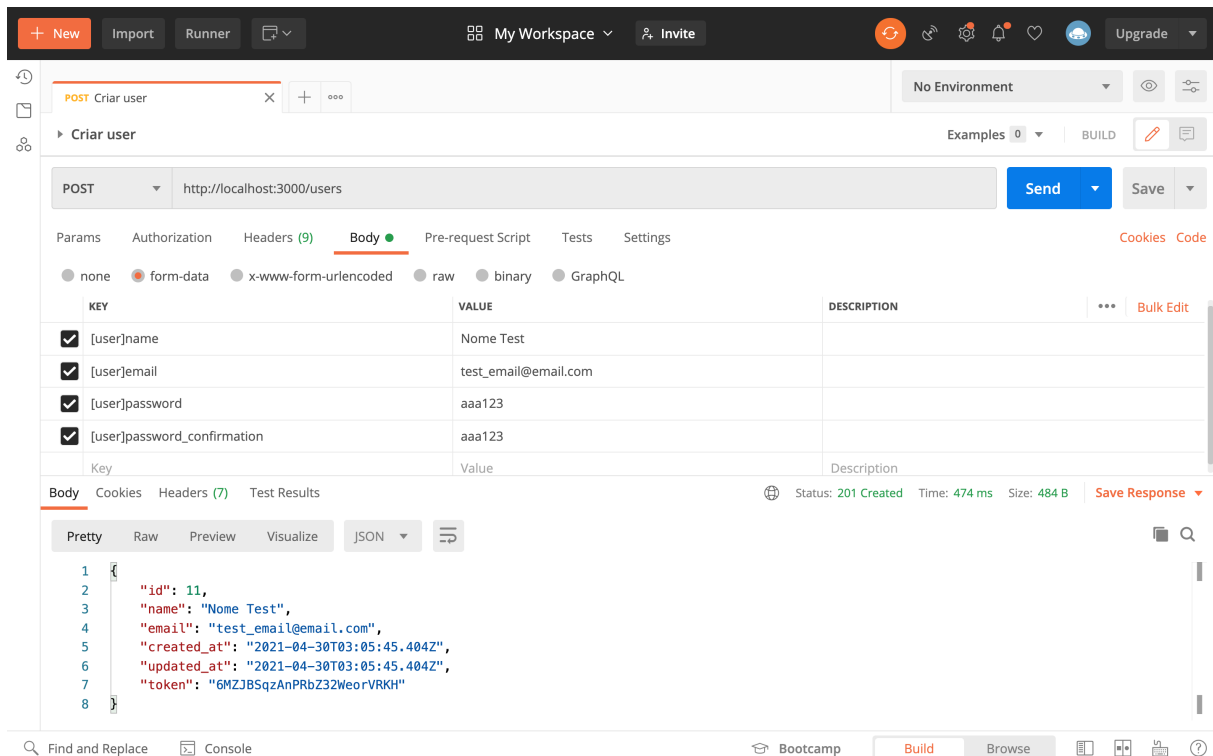 New Import Runner My Workspace Invite Upgrade
POST Criar user No Environment
Criar user Examples 0 BUILD
POST http://localhost:3000/users Send Save
Params Authorization Headers (9) Body Pre-request Script Tests Settings Cookies Code
none form-data x-www-form-urlencoded raw binary GraphQL
KEY VALUE DESCRIPTION Bulk Edit
[user]name Nome Test
[user]email test_email@email.com
[user]password aaa123
[user]password_confirmation aaa123
Key Value Description
Body Cookies Headers (7) Test Results Status: 201 Created Time: 474 ms Size: 484 B Save Response
Pretty Raw Preview Visualize JSON
1 {
2 "id": 11,
3 "name": "Nome Test",
4 "email": "test_email@email.com",
5 "created_at": "2021-04-30T03:05:45.404Z",
6 "updated_at": "2021-04-30T03:05:45.404Z",
7 "token": "6MZJBSqzAnPRbZ32WeorVRKH"
8 }
Find and Replace Console Bootcamp Build Browse